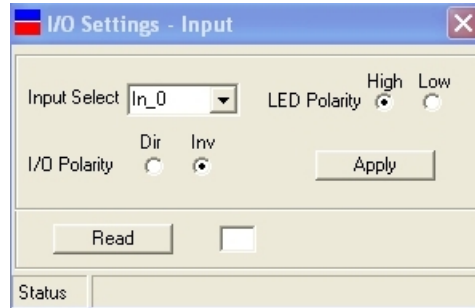 I/O Settings - Input
Input Select In_0 LED Polarity High Low
I/O Polarity Dir Inv Apply
Read
Status